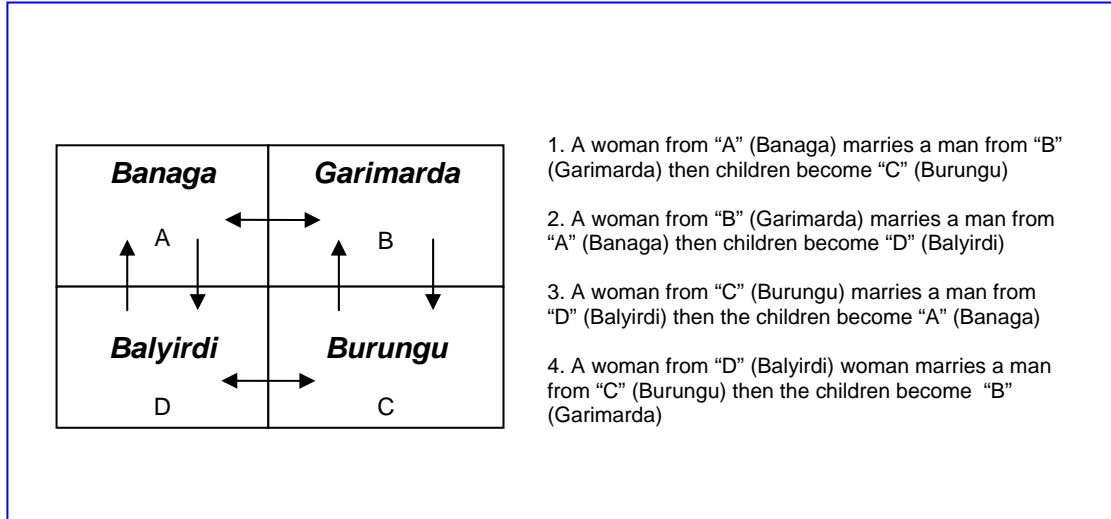 Banaga Garimarda
A B
Balyirdi Burungu
D C
1. A woman from “A” (Banaga) marries a man from “B”
(Garimarda) then children become “C” (Burungu)
2. A woman from “B” (Garimarda) marries a man from
“A” (Banaga) then children become “D” (Balyirdi)
3. A woman from “C” (Burungu) marries a man from
“D” (Balyirdi) then the children become “A” (Banaga)
4. A woman from “D” (Balyirdi) woman marries a man
from “C” (Burungu) then the children become “B”
(Garimarda)